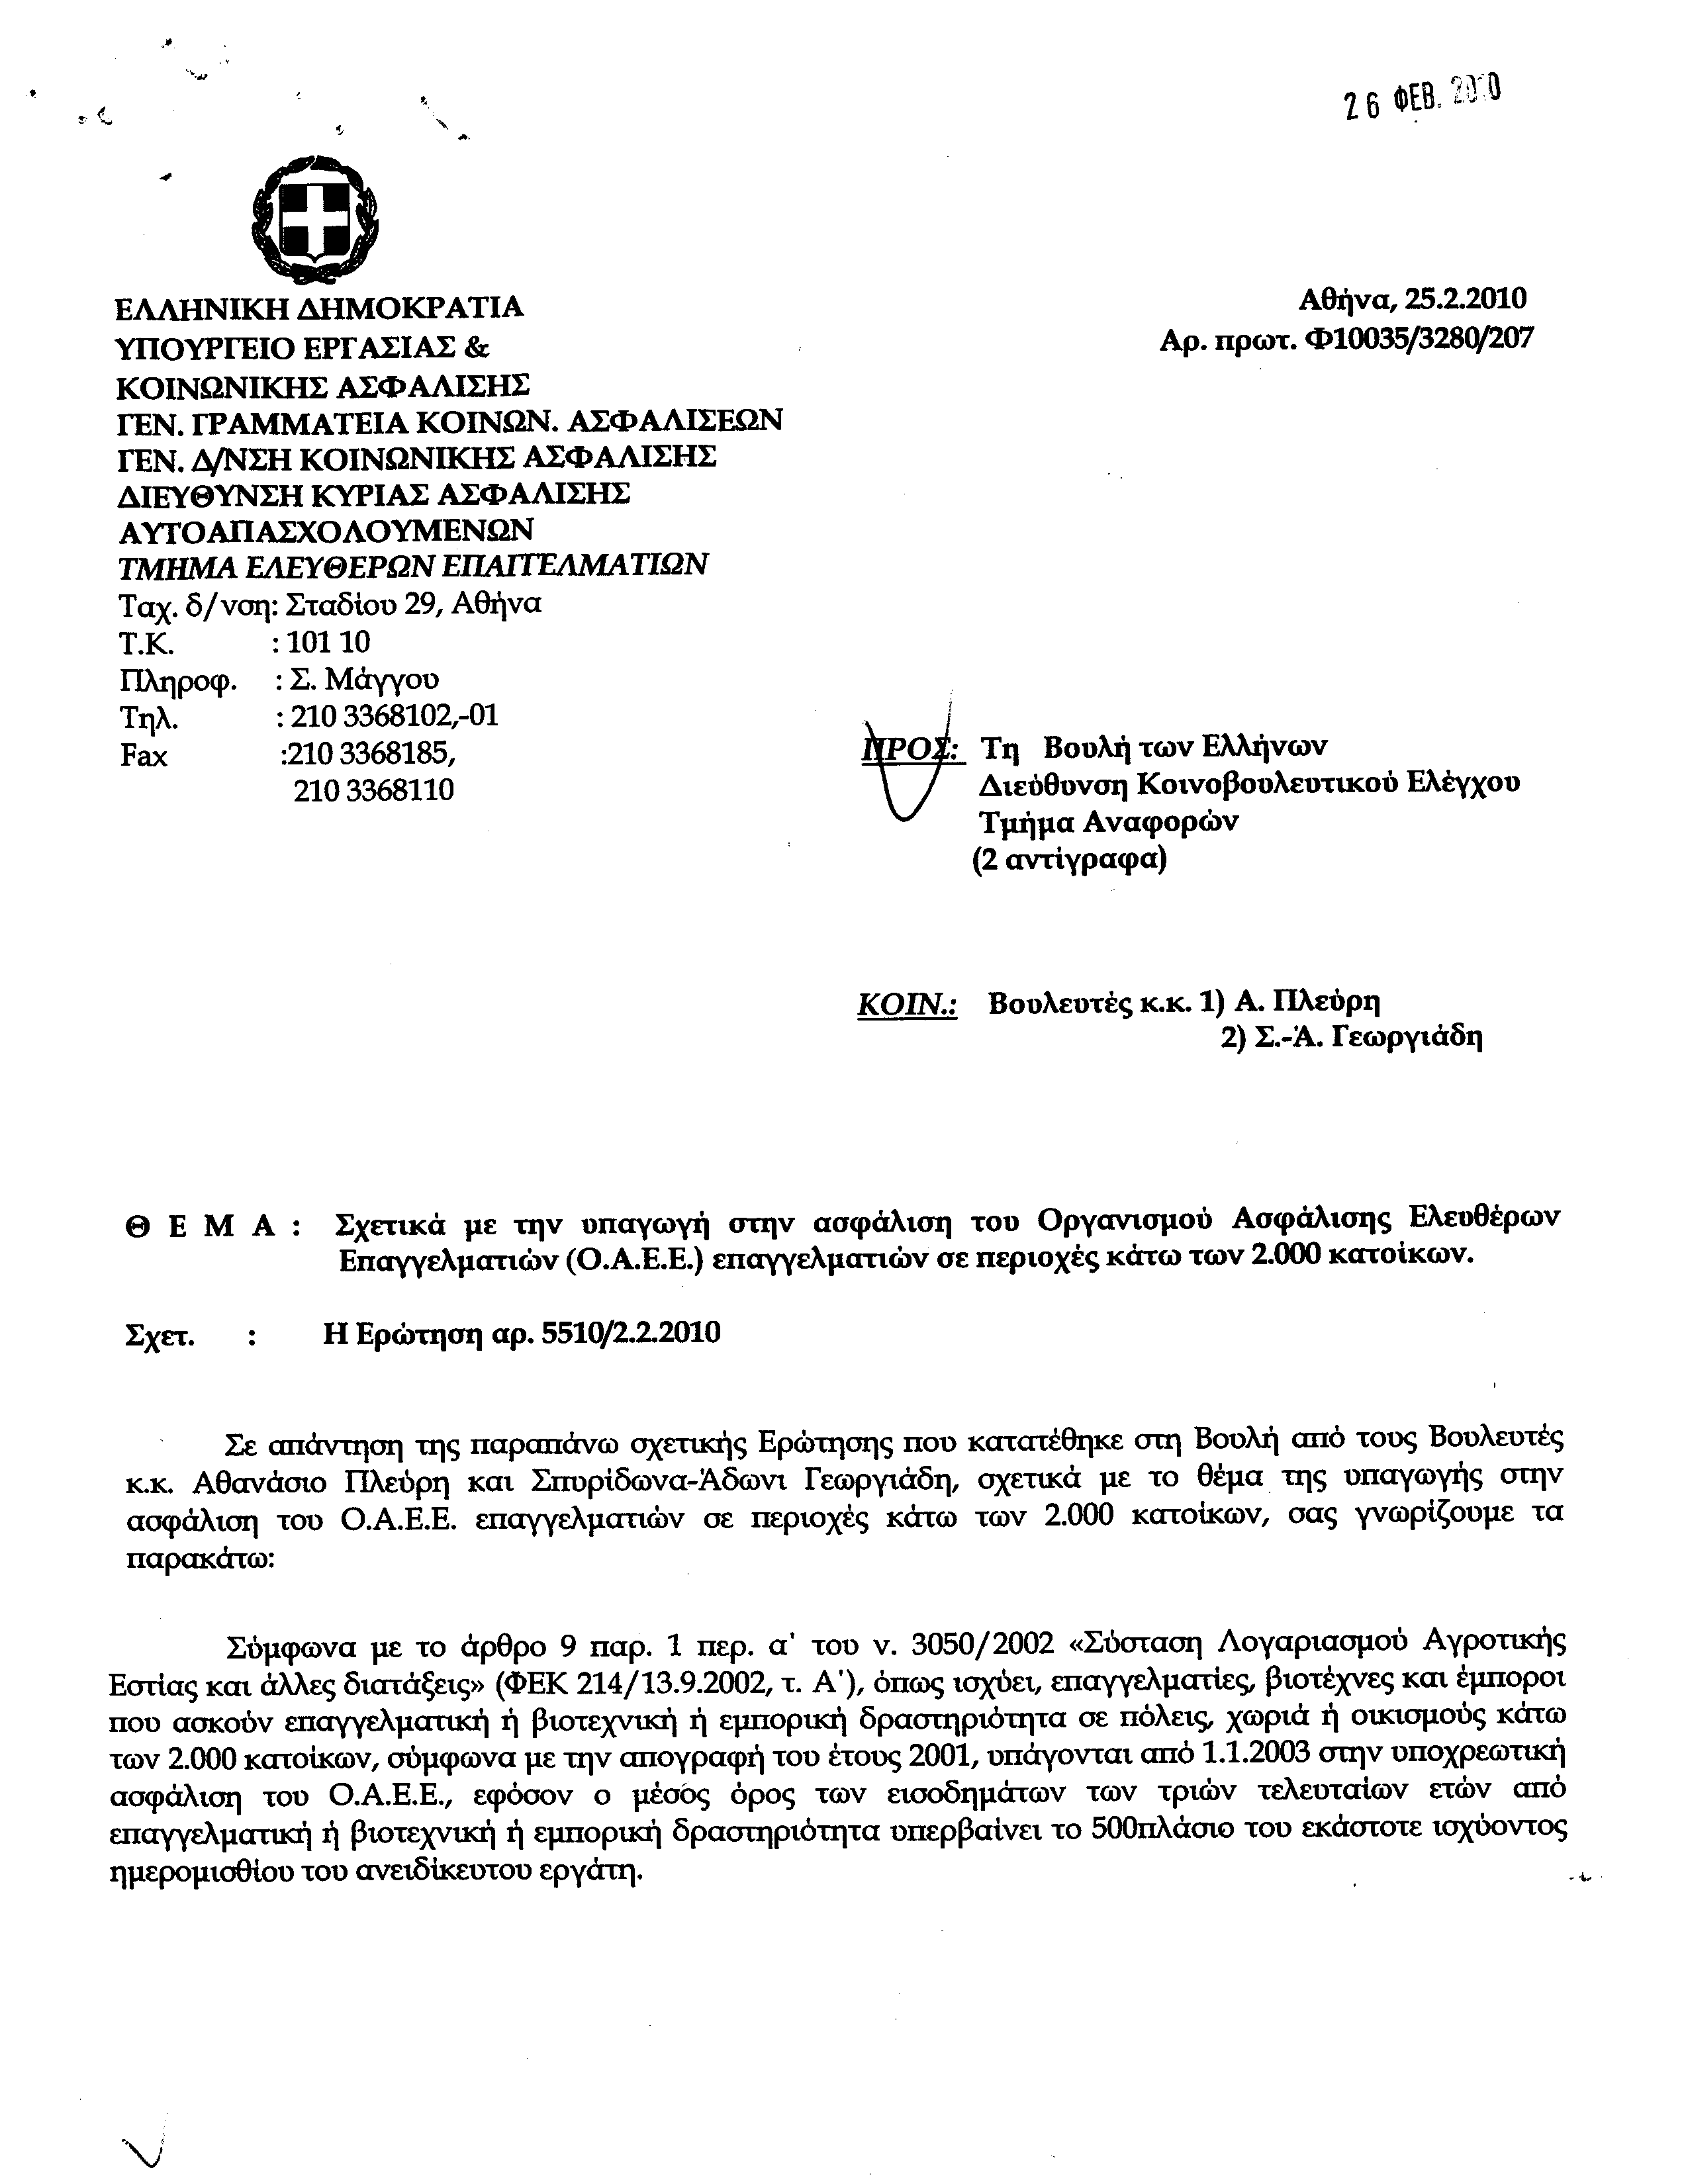 26 ΦΕΒ. 2010
ΕΛΛΗΝΙΚΗ ΔΗΜΟΚΡΑΤΙΑ
ΥΠΟΥΡΓΕΙΟ ΕΡΓΑΣΙΑΣ &
ΚΟΙΝΩΝΙΚΗΣ ΑΣΦΑΛΙΣΗΣ
ΓΕΝ. ΓΡΑΜΜΑΤΕΙΑ ΚΟΙΝΩΝ. ΑΣΦΑΛΙΣΕΩΝ
ΓΕΝ. Δ/ΝΣΗ ΚΟΙΝΩΝΙΚΗΣ ΑΣΦΑΛΙΣΗΣ
ΔΙΕΥΘΥΝΣΗ ΚΥΡΙΑΣ ΑΣΦΑΛΙΣΗΣ
ΑΥΤΟΑΠΑΣΧΟΛΟΥΜΕΝΩΝ
ΤΜΗΜΑ ΕΛΕΥΘΕΡΩΝ ΕΠΑΓΓΕΛΜΑΤΙΩΝ
Ταχ. δ/νση: Σταδίου 29, Αθήνα
Τ.Κ. : 101 10
Πληροφ. : Σ. Μάγγου
Τηλ. : 210 3368102,-01
Fax :210 3368185,
210 3368110
Αθήνα, 25.2.2010
Αρ. πρωτ. Φ10035/3280/207
ΠΡΟΣ: Τη Βουλή των Ελλήνων
Διεύθυνση Κοινοβουλευτικού Ελέγχου
Τμήμα Αναφορών
(2 αντίγραφα)
ΚΟΙΝ.: Βουλευτές κ.κ. 1) Α. Πλεύρη
2) Σ.-Ά. Γεωργιάδη
Θ Ε Μ Α : Σχετικά με την υπαγωγή στην ασφάλιση του Οργανισμού Ασφάλισης Ελευθέρων
Επαγγελματιών (Ο.Α.Ε.Ε.) επαγγελματιών σε περιοχές κάτω των 2.000 κατοίκων.
Σχετ. : Η Ερώτηση αρ. 5510/2.2.2010
Σε απάντηση της παραπάνω σχετικής Ερώτησης που κατατέθηκε στη Βουλή από τους Βουλευτές
κ.κ. Αθανάσιο Πλεύρη και Σπυρίδωνα-Άδωνι Γεωργιάδη, σχετικά με το θέμα της υπαγωγής στην
ασφάλιση του Ο.Α.Ε.Ε. επαγγελματιών σε περιοχές κάτω των 2.000 κατοίκων, σας γνωρίζουμε τα
παρακάτω:
Σύμφωνα με το άρθρο 9 παρ. 1 περ. α' του ν. 3050/2002 «Σύσταση Λογαριασμού Αγροτικής
Εστίας και άλλες διατάξεις» (ΦΕΚ 214/13.9.2002, τ. Α'), όπως ισχύει, επαγγελματίες, βιοτέχνες και έμποροι
που ασκούν επαγγελματική ή βιοτεχνική ή εμπορική δραστηριότητα σε πόλεις, χωριά ή οικισμούς κάτω
των 2.000 κατοίκων, σύμφωνα με την απογραφή του έτους 2001, υπάγονται από 1.1.2003 στην υποχρεωτική
ασφάλιση του Ο.Α.Ε.Ε., εφόσον ο μέσος όρος των εισοδημάτων των τριών τελευταίων ετών από
επαγγελματική ή βιοτεχνική ή εμπορική δραστηριότητα υπερβαίνει το 500πλάσιο του εκάστοτε ισχύοντος
ημερομισθίου του ανειδίκευτου εργάτη.